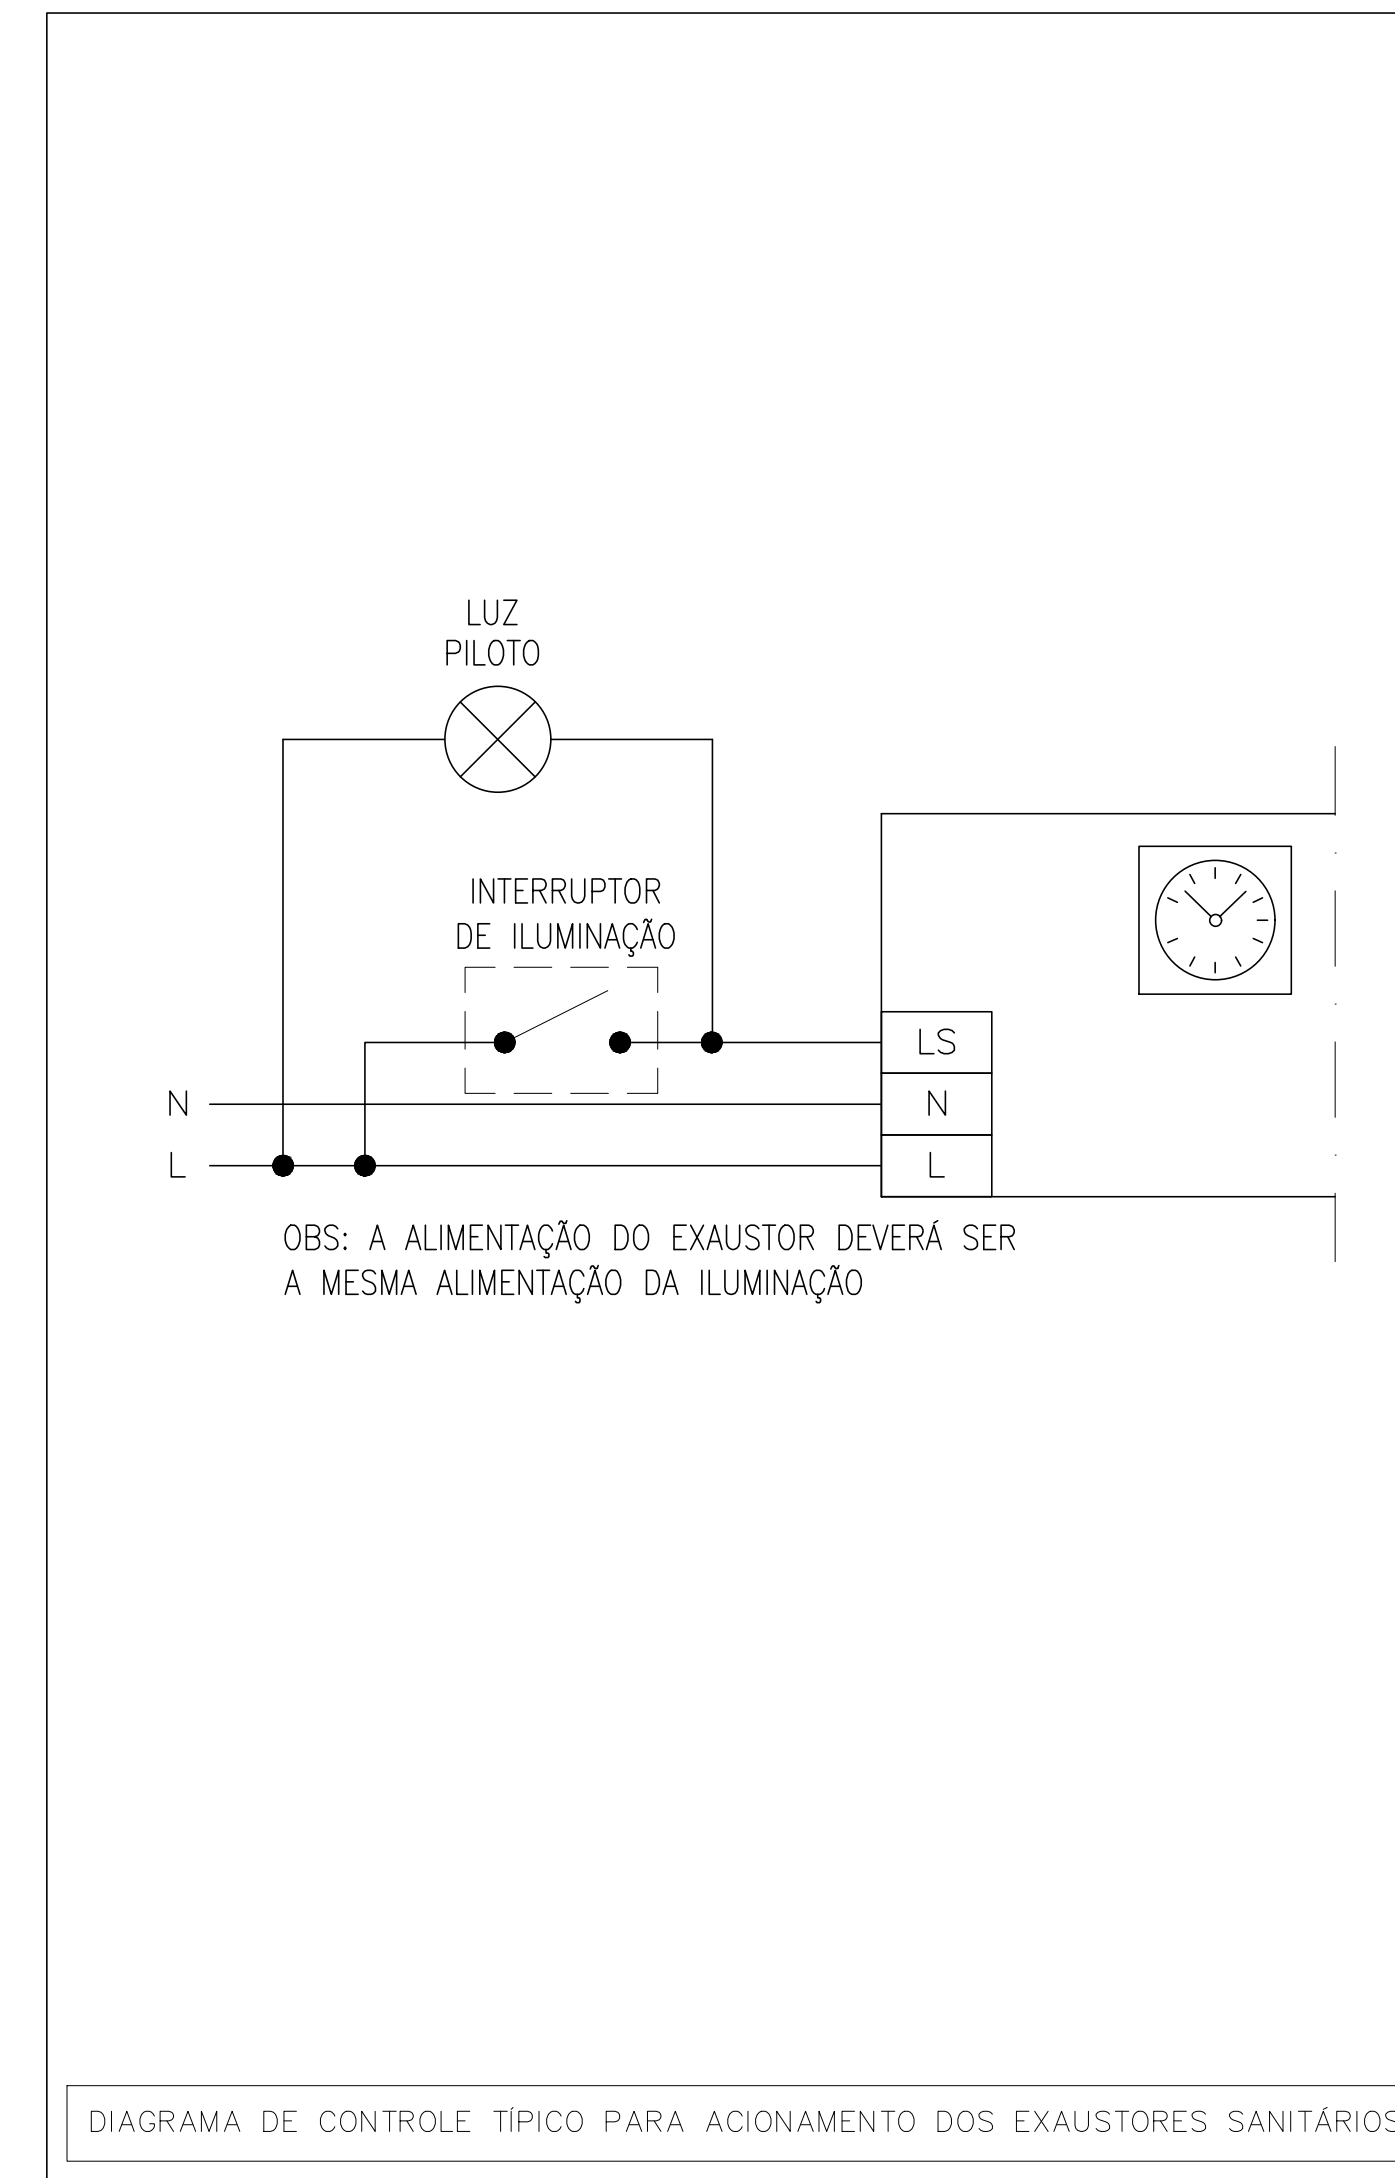 LUZ
PILOTO
INTERRUPTOR
DE ILUMINAÇÃO
LS
N
N
L
L
OBS: A ALIMENTAÇÃO DO EXAUSTOR DEVERÁ SER
A MESMA ALIMENTAÇÃO DA ILUMINAÇÃO
DIAGRAMA DE CONTROLE TÍPICO PARA ACIONAMENTO DOS EXAUSTORES SANITÁRIOS